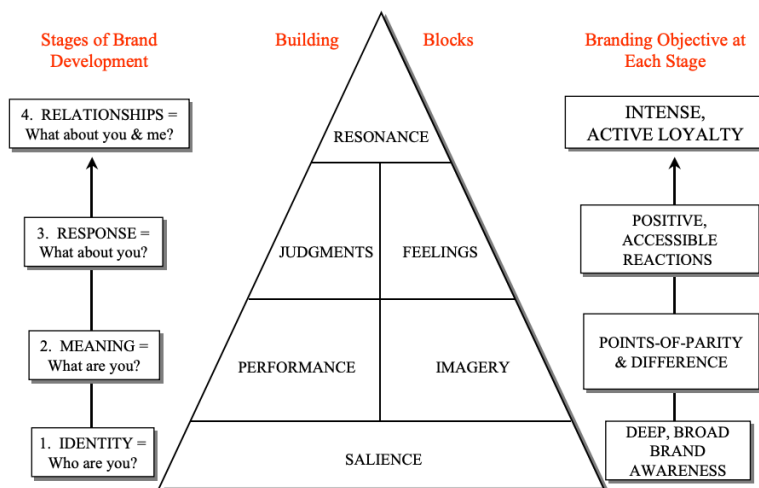 Stages of Brand
Development
Building
Blocks
Branding Objective at
Each Stage
4. RELATIONSHIPS =
What about you & me?
RESONANCE
INTENSE,
ACTIVE LOYALTY
3. RESPONSE =
What about you?
JUDGMENTS
FEELINGS
POSITIVE,
ACCESSIBLE
REACTIONS
2. MEANING =
What are you?
PERFORMANCE
IMAGERY
POINTS-OF-PARITY
& DIFFERENCE
1. IDENTITY =
Who are you?
SALIENCE
DEEP, BROAD
BRAND
AWARENESS